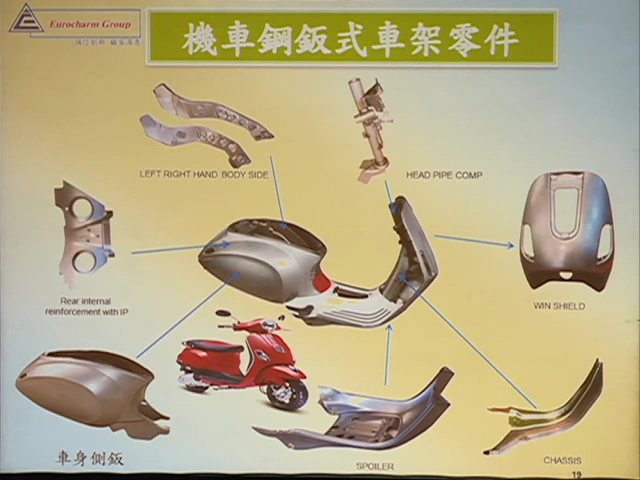 Eurocharm Group
機車鋼鈑式車架零件
LEFT RIGHT HAND BODY SIDE
HEAD PIPE COMP
Rear internal
reinforcement with IP
WIN SHIELD
車身側鈑
SPOILER
CHASSIS
19